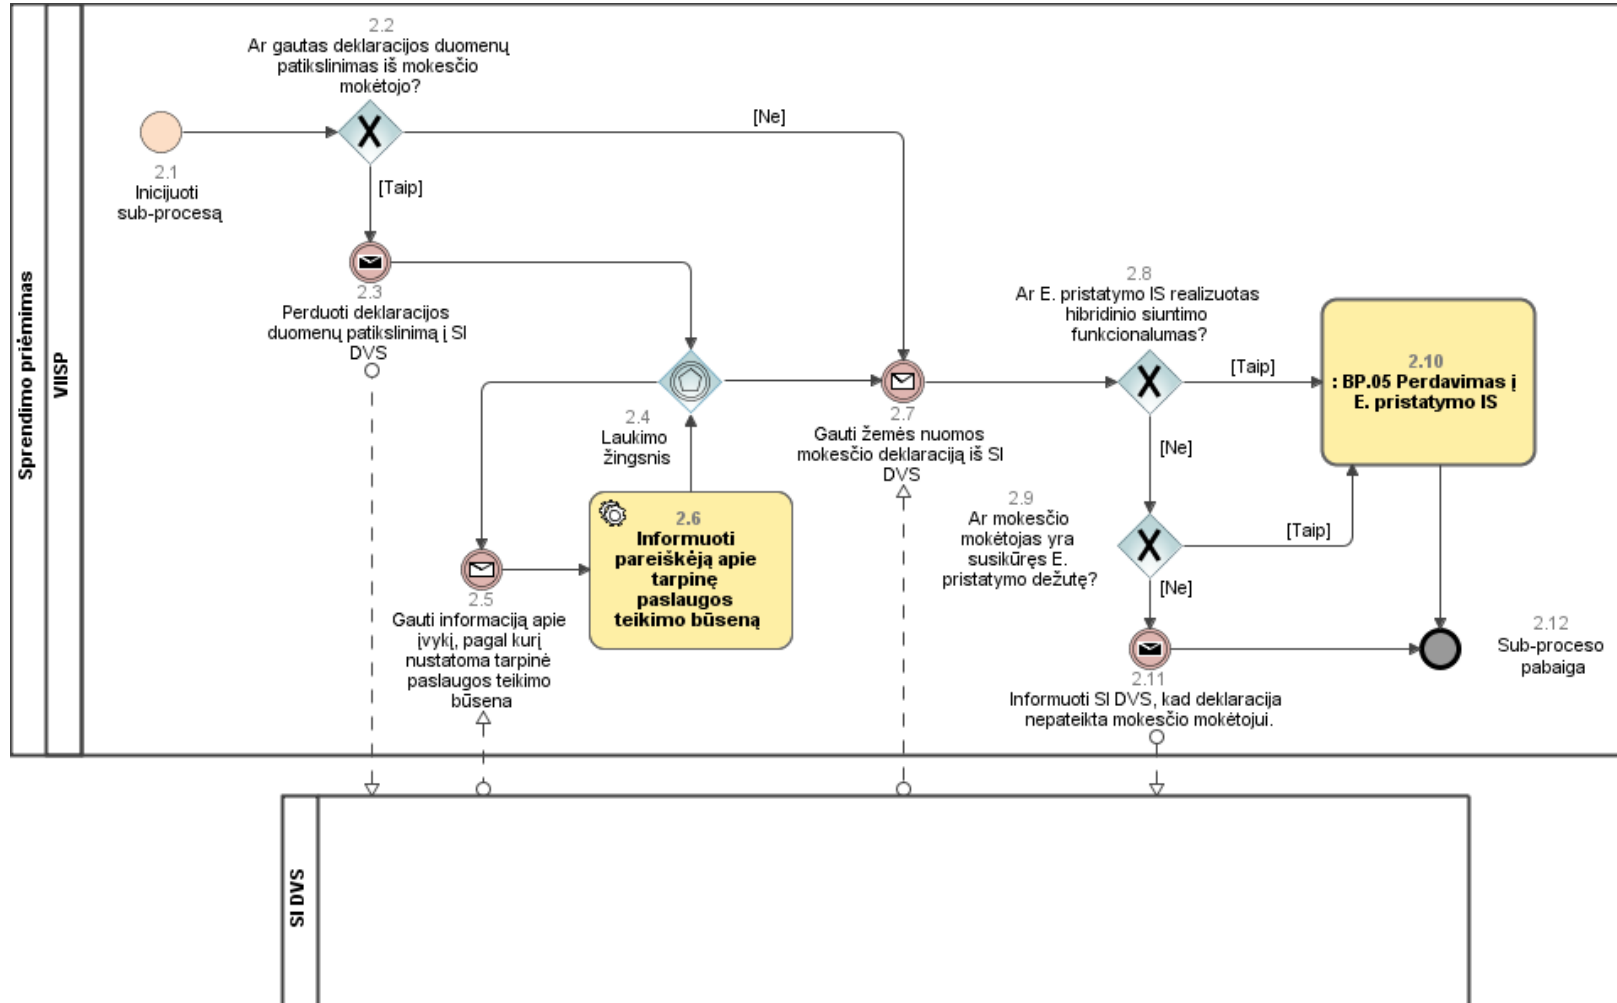 Sprendimo priėmimas
VIISP
2.1
Inicijuoti
sub-procesą
2.2
Ar gautas deklaracijos duomenų
patikslinimas iš mokesčio
mokėtojo?
[Ne]
[Taip]
2.3
Perduoti deklaracijos
duomenų patikslinimą į SI
DVS
2.4
Laukimo
žingsnis
2.5
Gauti informaciją apie
įvykį, pagal kurį
nustatoma tarpinė
paslaugos teikimo
būsena
2.6
Informuoti
pareiškėją apie
tarpinę
paslaugos
teikimo būseną
2.7
Gauti žemės nuomos
mokesčio deklaraciją iš SI
DVS
2.8
Ar E. pristatymo IS realizuotas
hibridinio siuntimo
funkcionalumas?
[Taip]
[Ne]
2.9
Ar mokesčio
mokėtojas yra
susikūręs E.
pristatymo dėžutę?
[Taip]
[Ne]
2.10
: BP.05 Perdavimas į
E. pristatymo IS
2.11
Informuoti SI DVS, kad deklaracija
nepateikta mokesčio mokėtojui.
2.12
Sub-proceso
pabaiga
SI DVS